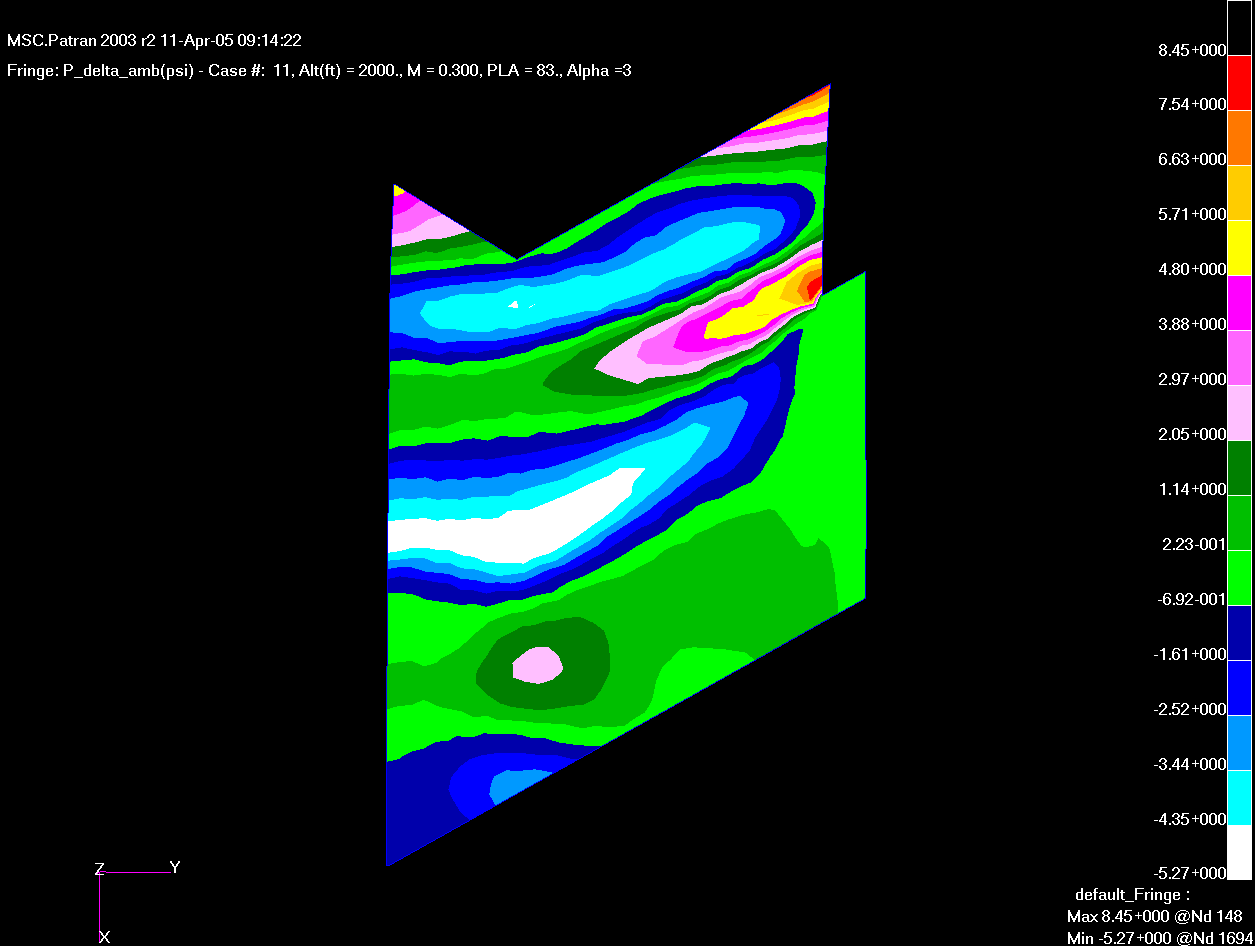 MSC.Patran 2003 r2 11-Apr-05 09:14:22
Fringe: P_delta_amb(psi) - Case #: 11, Alt(ft) = 2000., M = 0.300, PLA = 83., Alpha =3
8.45+000
7.54+000
6.63+000
5.71+000
4.80+000
3.88+000
2.97+000
2.05+000
1.14+000
2.23-001
-6.92-001
-1.61+000
-2.52+000
-3.44+000
-4.35+000
-5.27+000
Z Y
X
default_Fringe :
Max 8.45+000 @Nd 148
Min -5.27+000 @Nd 1694